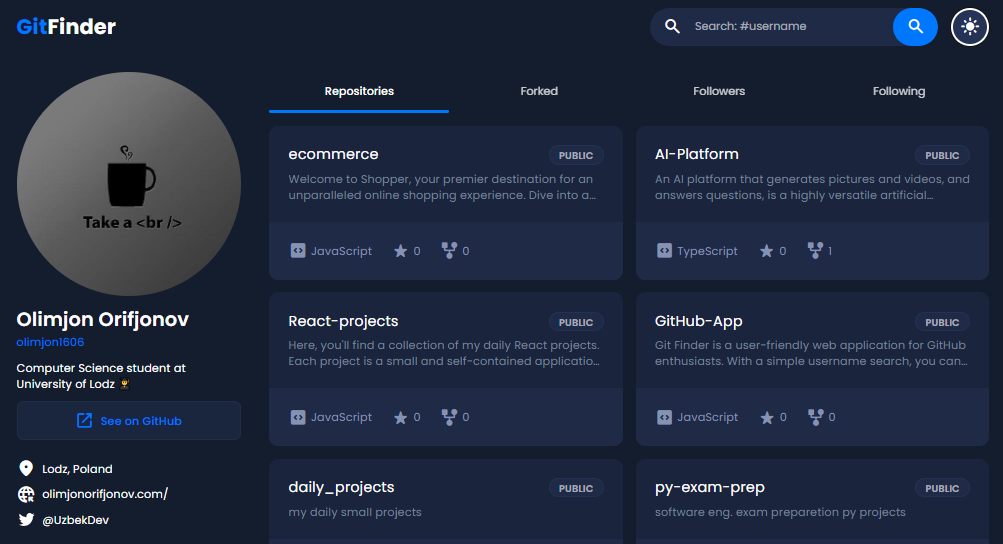 GitFinder
Search: #username
Take a <br />
Olimjon Orifjonov
olimjon1606
Computer Science student at
University of Lodz
See on GitHub
Lodz, Poland
olimjonorifjonov.com/
@UzbekDev
Repositories
Forked
Followers
Following
ecommerce
PUBLIC
Welcome to Shopper, your premier destination for an
unparalleled online shopping experience. Dive into a...
JavaScript
0
0
AI-Platform
PUBLIC
An AI platform that generates pictures and videos, and
answers questions, is a highly versatile artificial...
TypeScript
0
1
React-projects
PUBLIC
Here, you'll find a collection of my daily React projects.
Each project is a small and self-contained applicatio...
JavaScript
0
0
GitHub-App
PUBLIC
Git Finder is a user-friendly web application for GitHub
enthusiasts. With a simple username search, you can...
JavaScript
0
0
daily_projects
PUBLIC
my daily small projects
py-exam-prep
PUBLIC
software eng. exam preparetion py projects